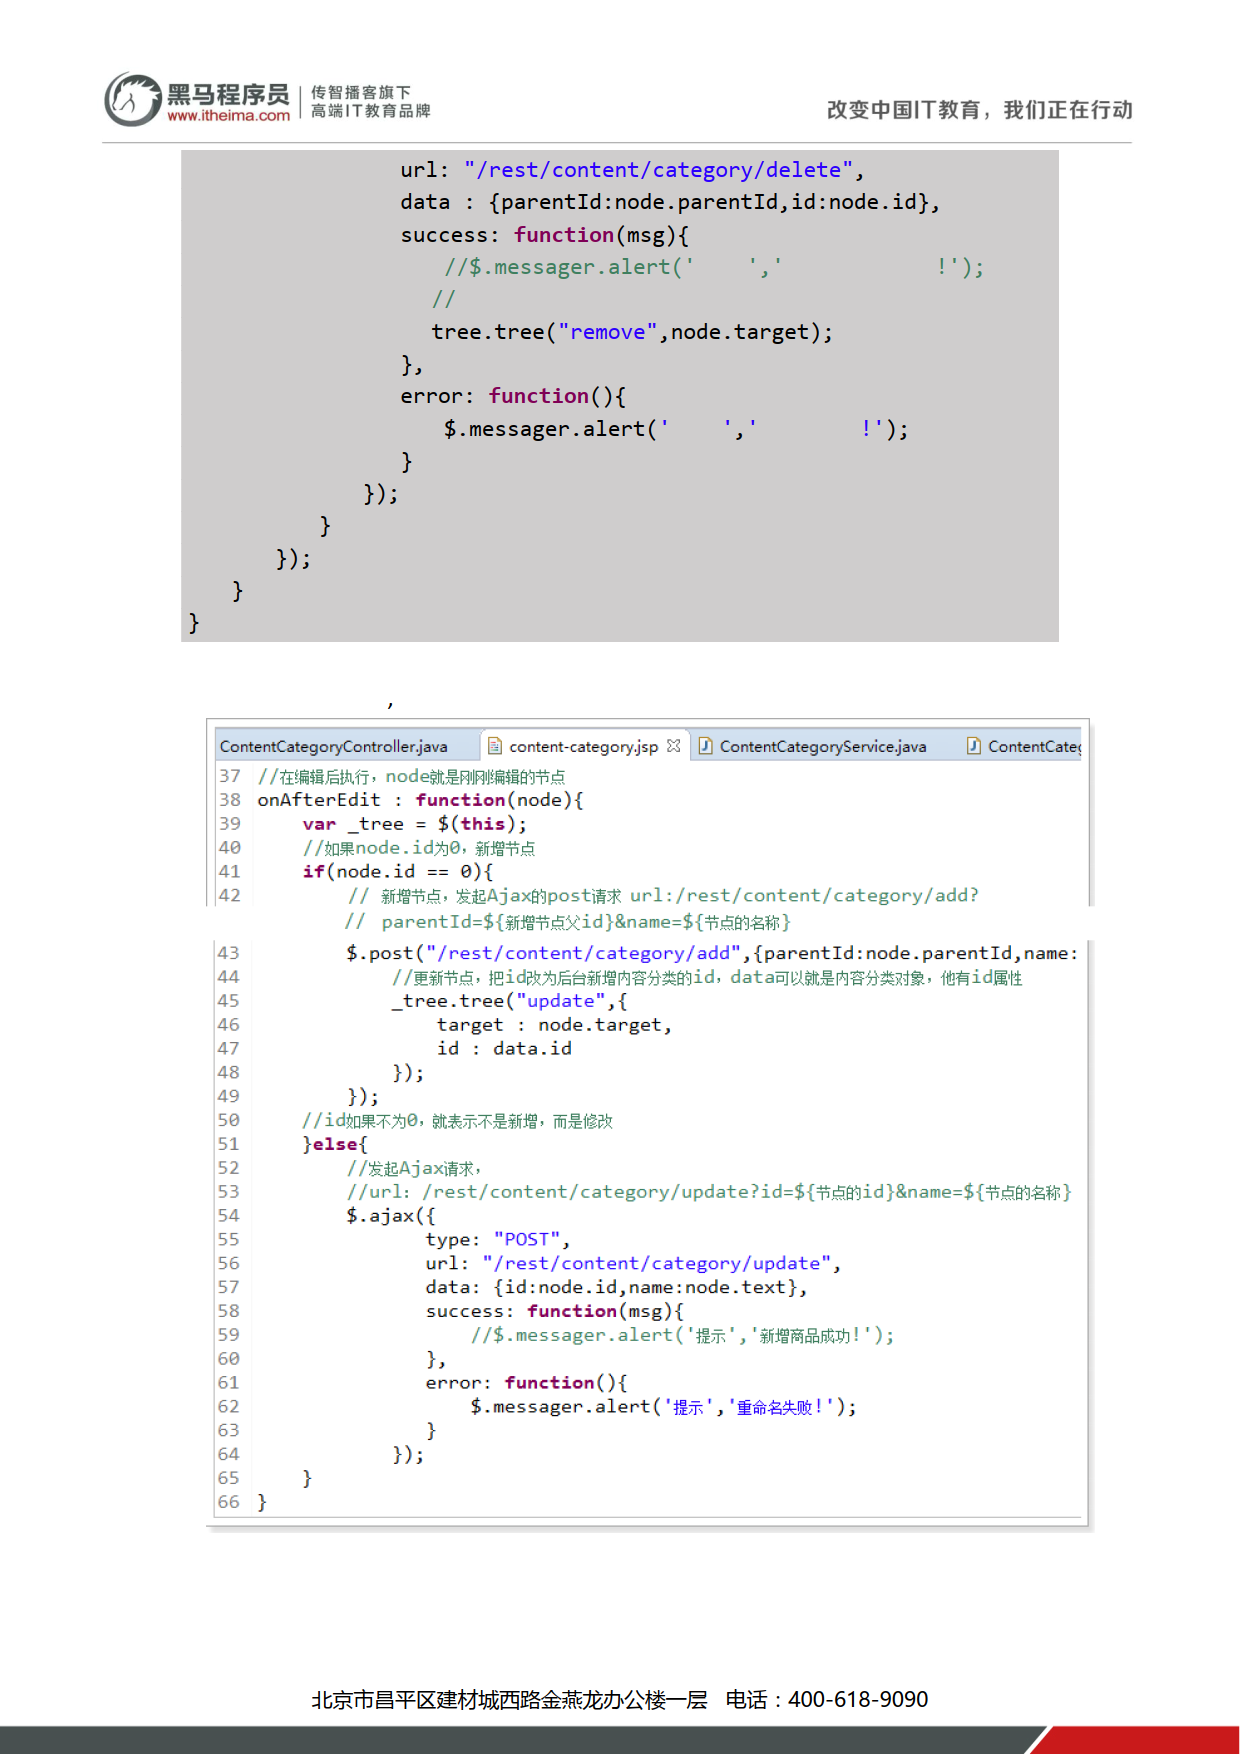 黑马程序员
www.itheima.com
传智播客旗下
高端IT教育品牌
改变中国IT教育，我们正在行动
url: "/rest/content/category/delete",
data : {parentId:node.parentId,id:node.id},
success: function(msg){
//$.messager.alert('    ','            !');
//
tree.tree("remove",node.target);
},
error: function(){
$.messager.alert('    ','        !');
}
});
}
});
}
}
,
ContentCategoryController.java content-category.jsp ContentCategoryService.java ContentCateg
37 //在编辑后执行，node就是刚刚编辑的节点
38 onAfterEdit : function(node){
39 var _tree = $(this);
40 //如果node.id为0，新增节点
41 if(node.id == 0){
42 // 新增节点，发起Ajax的post请求 url:/rest/content/category/add?
// parentId=${新增节点父id}&name=${节点的名称}
43 $.post("/rest/content/category/add",{parentId:node.parentId,name:
44 //更新节点，把id改为后台新增内容分类的id，data可以就是内容分类对象，他有id属性
45 _tree.tree("update",{
46 target : node.target,
47 id : data.id
48 });
49 });
50 //id如果不为0，就表示不是新增，而是修改
51 }else{
52 //发起Ajax请求，
53 //url: /rest/content/category/update?id=${节点的id}&name=${节点的名称}
54 $.ajax({
55 type: "POST",
56 url: "/rest/content/category/update",
57 data: {id:node.id,name:node.text},
58 success: function(msg){
59 //$.messager.alert('提示','新增商品成功!');
60 },
61 error: function(){
62 $.messager.alert('提示','重命名失败!');
63 }
64 });
65 }
66 }
北京市昌平区建材城西路金燕龙办公楼一层 电话：400-618-9090